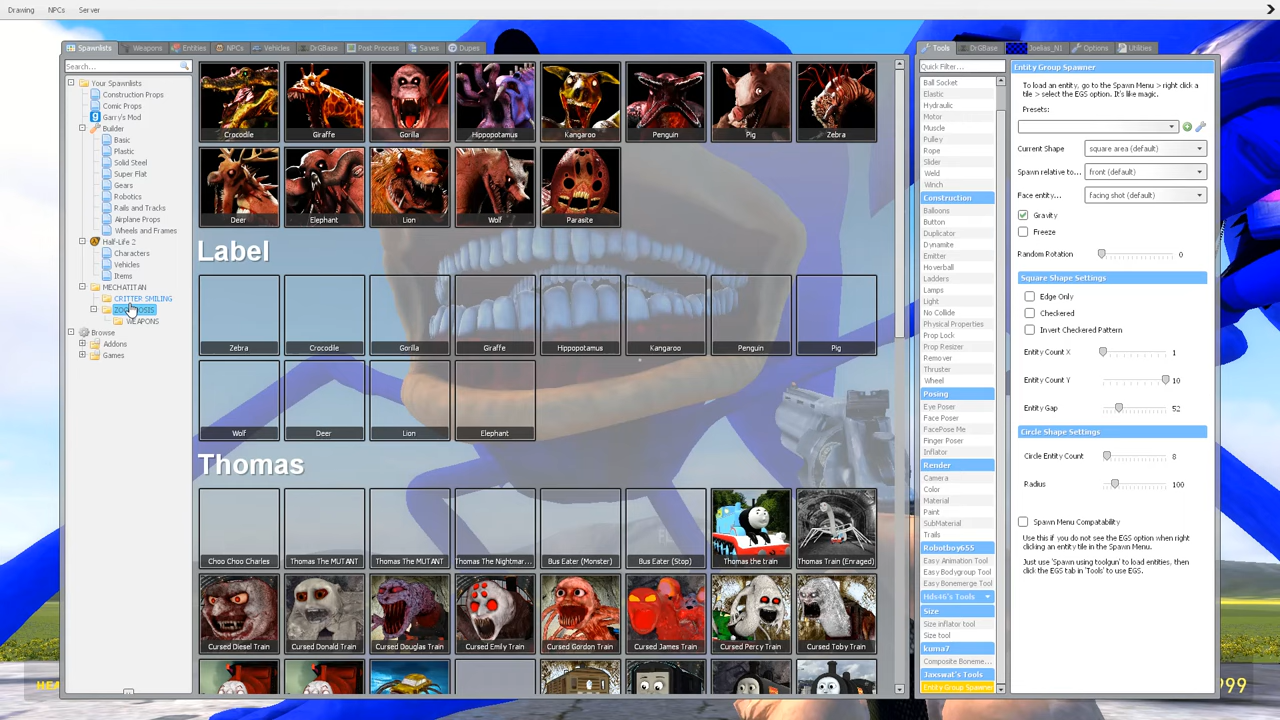 Drawing NPCs Server
Spawnlists Weapons Entities NPCs Vehicles DrGBase Post Process Saves Dupes
Search...
Your Spawnlists
Construction Props
Comic Props
Garry's Mod
Builder
Basic
Plastic
Solid Steel
Super Flat
Gears
Robotics
Rails and Tracks
Airplane Props
Wheels and Frames
Half-Life 2
Characters
Vehicles
Items
MECHATITAN
CRITTER SMILING
WEAPONS
Browse
Addons
Games
Crocodile Giraffe Gorilla Hippopotamus Kangaroo Penguin Pig Zebra
Deer Elephant Lion Wolf Parasite
Label
Zebra Crocodile Gorilla Giraffe Hippopotamus Kangaroo Penguin Pig
Wolf Deer Lion Elephant
Thomas
Choo Choo Charles Thomas The MUTANT Thomas The MUTANT Thomas The Nightmar... Bus Eater (Monster) Bus Eater (Stop) Thomas the train Thomas Train (Enraged)
Cursed Diesel Train Cursed Donald Train Cursed Douglas Train Cursed Emily Train Cursed Gordon Train Cursed James Train Cursed Percy Train Cursed Toby Train
Tools DrGBase Joelias_N1 Options Utilities
Quick Filter...
Ball Socket
Elastic
Hydraulic
Motor
Muscle
Pulley
Rope
Slider
Weld
Winch
Construction
Balloons
Button
Duplicator
Dynamite
Emitter
Hoverball
Ladders
Lamps
Light
No Collide
Physical Properties
Prop Lock
Prop Resizer
Remover
Thruster
Wheel
Posing
Eye Poser
Face Poser
FacePose Me
Finger Poser
Inflator
Render
Camera
Color
Material
Paint
SubMaterial
Trails
Robotboy655
Easy Animation Tool
Easy Bodygroup Tool
Easy Bonemerge Tool
Hds46's Tools
Size
Size inflator tool
Size tool
kuma7
Composite Boneme...
Jaxswat's Tools
Entity Group Spawner
Entity Group Spawner
To load an entity, go to the Spawn Menu > right click a
tile > select the EGS option. It's like magic.
Presets:
Current Shape square area (default)
Spawn relative to... front (default)
Face entity... facing shot (default)
Gravity
Freeze
Random Rotation 0
Square Shape Settings
Edge Only
Checkered
Invert Checkered Pattern
Entity Count X 1
Entity Count Y 10
Entity Gap 52
Circle Shape Settings
Circle Entity Count 8
Radius 100
Spawn Menu Compatability
Use this if you do not see the EGS option when right
clicking an entity tile in the Spawn Menu.
Just use 'Spawn using toolgun' to load entities, then
click the EGS tab in 'Tools' to use EGS.